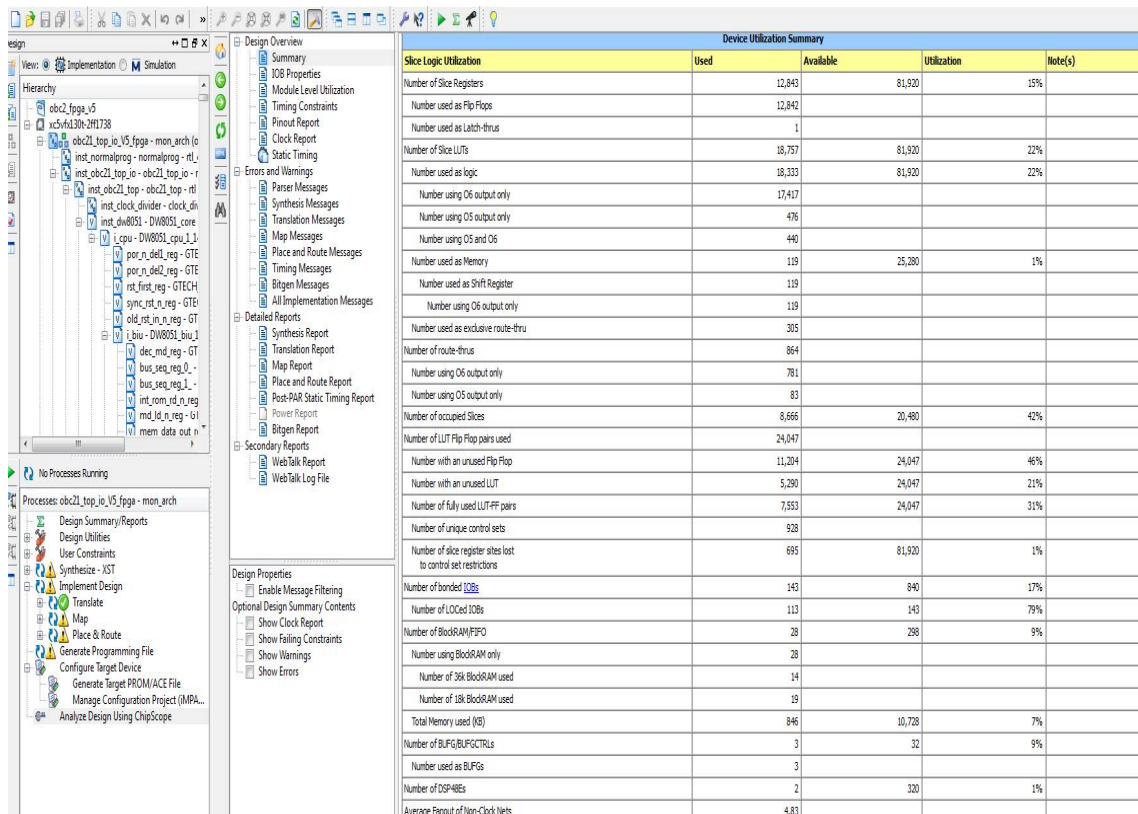 esign
View: Implementation Simulation
Hierarchy
obc2_fpga_v5
xc5vfx130t-2ff1738
obc21_top_io_V5_fpga - mon_arch (o
inst_normalprog - normalprog - rtl_
inst_obc21_top_io - obc21_top_io - r
inst_obc21_top - obc21_top - rtl
inst_clock_divider - clock_div
inst_dw8051 - DW8051_core
i_cpu - DW8051_cpu_1_1
por_n_del1_reg - GTE
por_n_del2_reg - GTE
rst_first_reg - GTECH
sync_rst_n_reg - GTE
old_rst_in_n_reg - GT
i_biu - DW8051_biu_1
dec_md_reg - GT
bus_seq_reg_0_ -
bus_seq_reg_1_ -
int_rom_rd_n_reg
md_ld_n_reg - GT
mem data out n
No Processes Running
Processes: obc21_top_io_V5_fpga - mon_arch
Design Summary/Reports
Design Utilities
User Constraints
Synthesize - XST
Implement Design
Translate
Map
Place & Route
Generate Programming File
Configure Target Device
Generate Target PROM/ACE File
Manage Configuration Project (iMPA...
Analyze Design Using ChipScope
Design Overview
Summary
IOB Properties
Module Level Utilization
Timing Constraints
Pinout Report
Clock Report
Static Timing
Errors and Warnings
Parser Messages
Synthesis Messages
Translation Messages
Map Messages
Place and Route Messages
Timing Messages
Bitgen Messages
All Implementation Messages
Detailed Reports
Synthesis Report
Translation Report
Map Report
Place and Route Report
Post-PAR Static Timing Report
Power Report
Bitgen Report
Secondary Reports
WebTalk Report
WebTalk Log File
Design Properties
Enable Message Filtering
Optional Design Summary Contents
Show Clock Report
Show Failing Constraints
Show Warnings
Show Errors
Device Utilization Summary
Slice Logic Utilization Used Available Utilization Note(s)
Number of Slice Registers 12,843 81,920 15%
Number used as Flip Flops 12,842
Number used as Latch-thrus 1
Number of Slice LUTs 18,757 81,920 22%
Number used as logic 18,333 81,920 22%
Number using O6 output only 17,417
Number using O5 output only 476
Number using O5 and O6 440
Number used as Memory 119 25,280 1%
Number used as Shift Register 119
Number using O6 output only 119
Number used as exclusive route-thru 305
Number of route-thrus 864
Number using O6 output only 781
Number using O5 output only 83
Number of occupied Slices 8,666 20,480 42%
Number of LUT Flip Flop pairs used 24,047
Number with an unused Flip Flop 11,204 24,047 46%
Number with an unused LUT 5,290 24,047 21%
Number of fully used LUT-FF pairs 7,553 24,047 31%
Number of unique control sets 928
Number of slice register sites lost 695 81,920 1%
to control set restrictions
Number of bonded IOBs 143 840 17%
Number of LOCed IOBs 113 143 79%
Number of BlockRAM/FIFO 28 298 9%
Number using BlockRAM only 28
Number of 36k BlockRAM used 14
Number of 18k BlockRAM used 19
Total Memory used (KB) 846 10,728 7%
Number of BUFG/BUFGCTRLs 3 32 9%
Number used as BUFGs 3
Number of DSP48Es 2 320 1%
Average Fanout of Non-Clock Nets 4.83